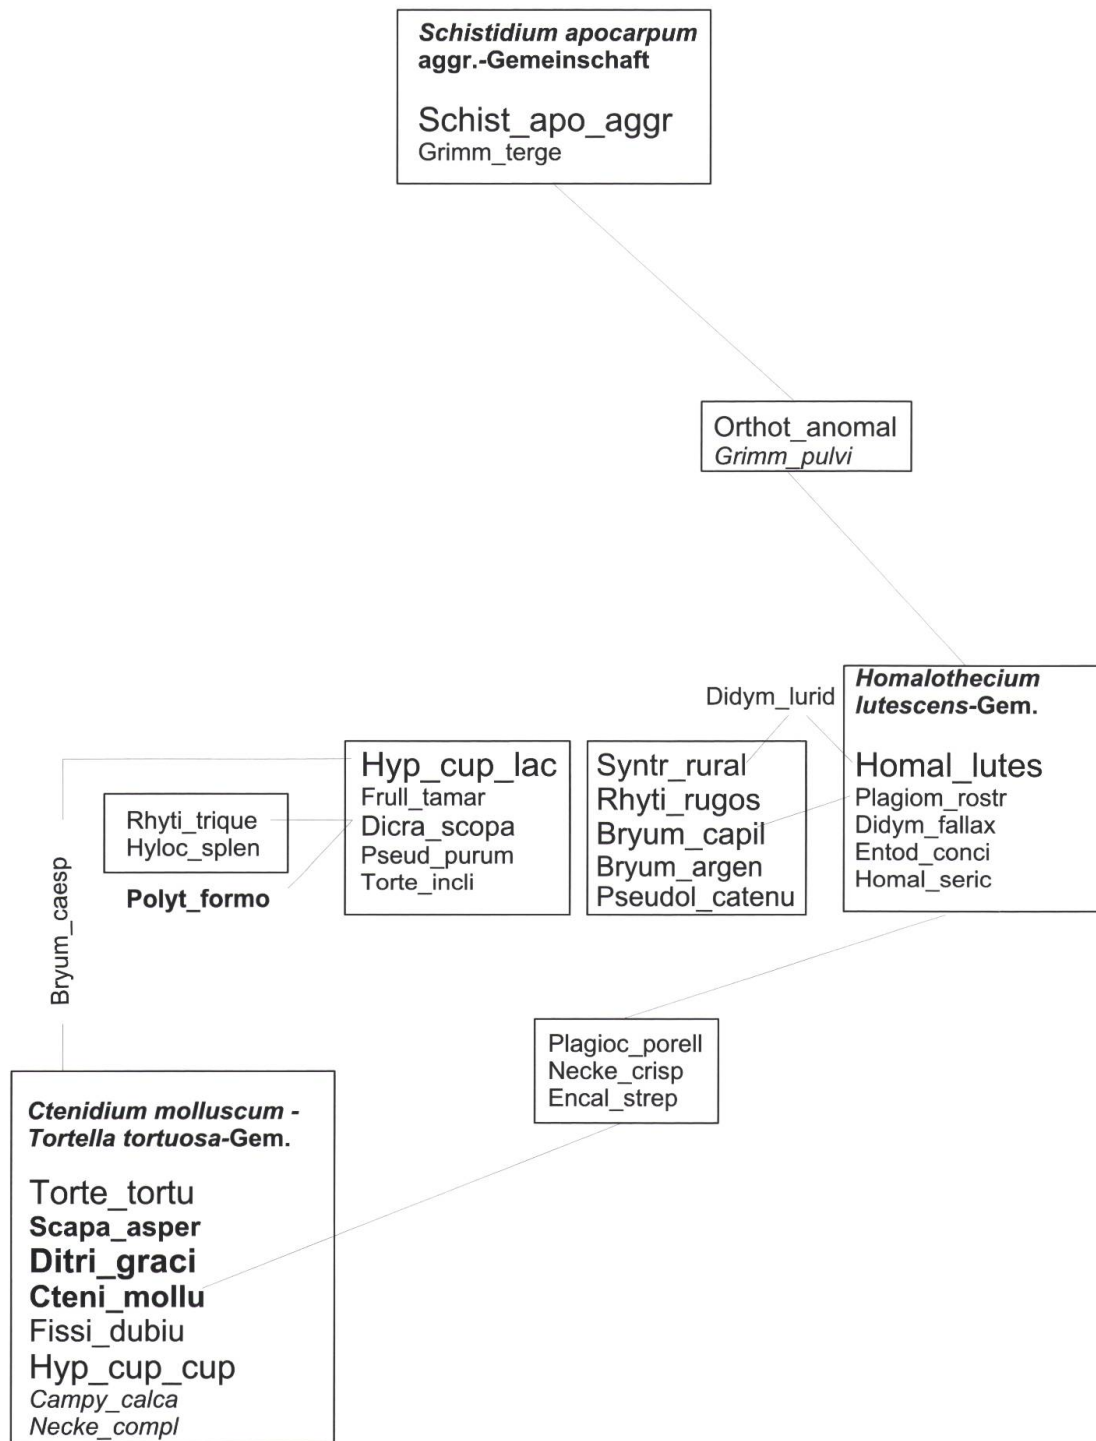 Schistidium apocarpum
aggr.-Gemeinschaft
Schist_apo_aggr
Grimm_terge
Orthot_anomal
Grimm_pulvi
Didym_lurid
Homalothecium
lutescens-Gem.
Homal_lutes
Plagiom_rostr
Didym_fallax
Entod_conci
Homal_seric
Syntr_rural
Rhyti_rugos
Bryum_capil
Bryum_argen
Pseudol_catenu
Hyp_cup_lac
Frull_tamar
Dicra_scopa
Pseud_purum
Torte_incli
Rhyti_trique
Hyloc_splen
Polyt_formo
Bryum_caesp
Plagioc_porell
Necke_crisp
Encal_strep
Ctenidium molluscum -
Tortella tortuosa-Gem.
Torte_tortu
Scapa_asper
Ditri_graci
Cteni_mollu
Fissi_dubiu
Hyp_cup_cup
Campy_calca
Necke_compl